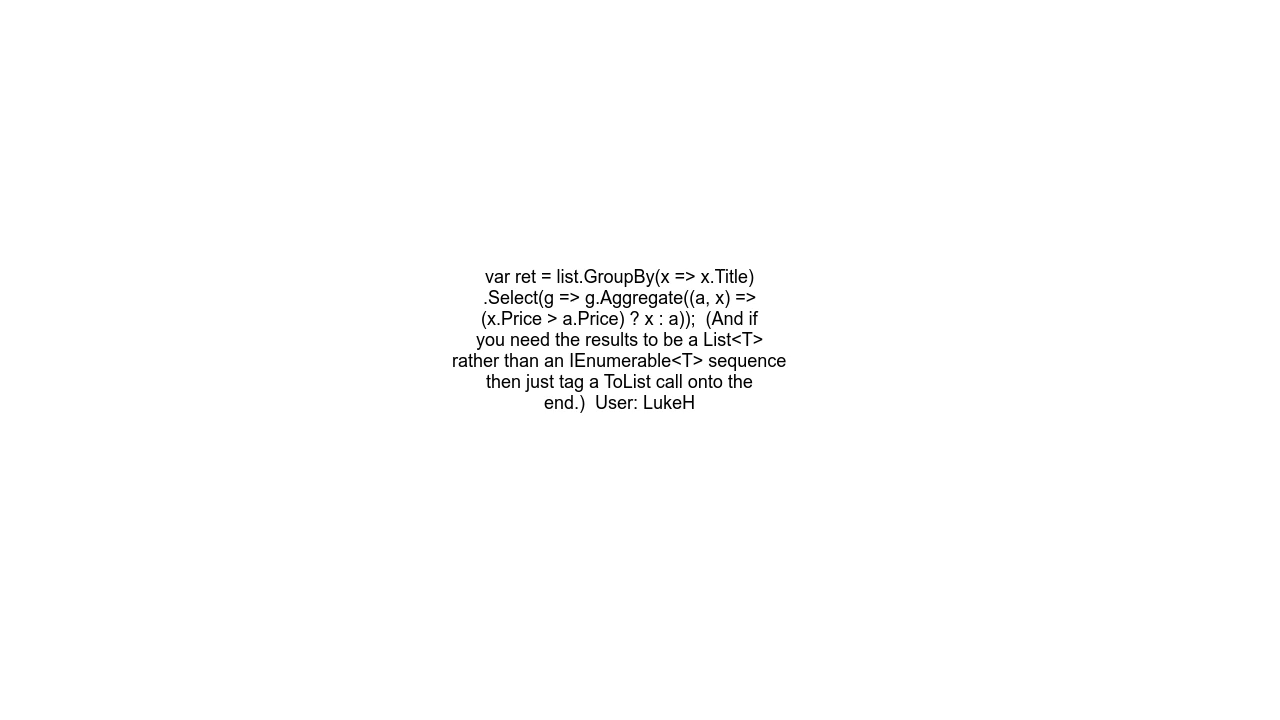 var ret = list.GroupBy(x => x.Title)
.Select(g => g.Aggregate((a, x) =>
(x.Price > a.Price) ? x : a));  (And if
you need the results to be a List<T>
rather than an IEnumerable<T> sequence
then just tag a ToList call onto the
end.)  User: LukeH